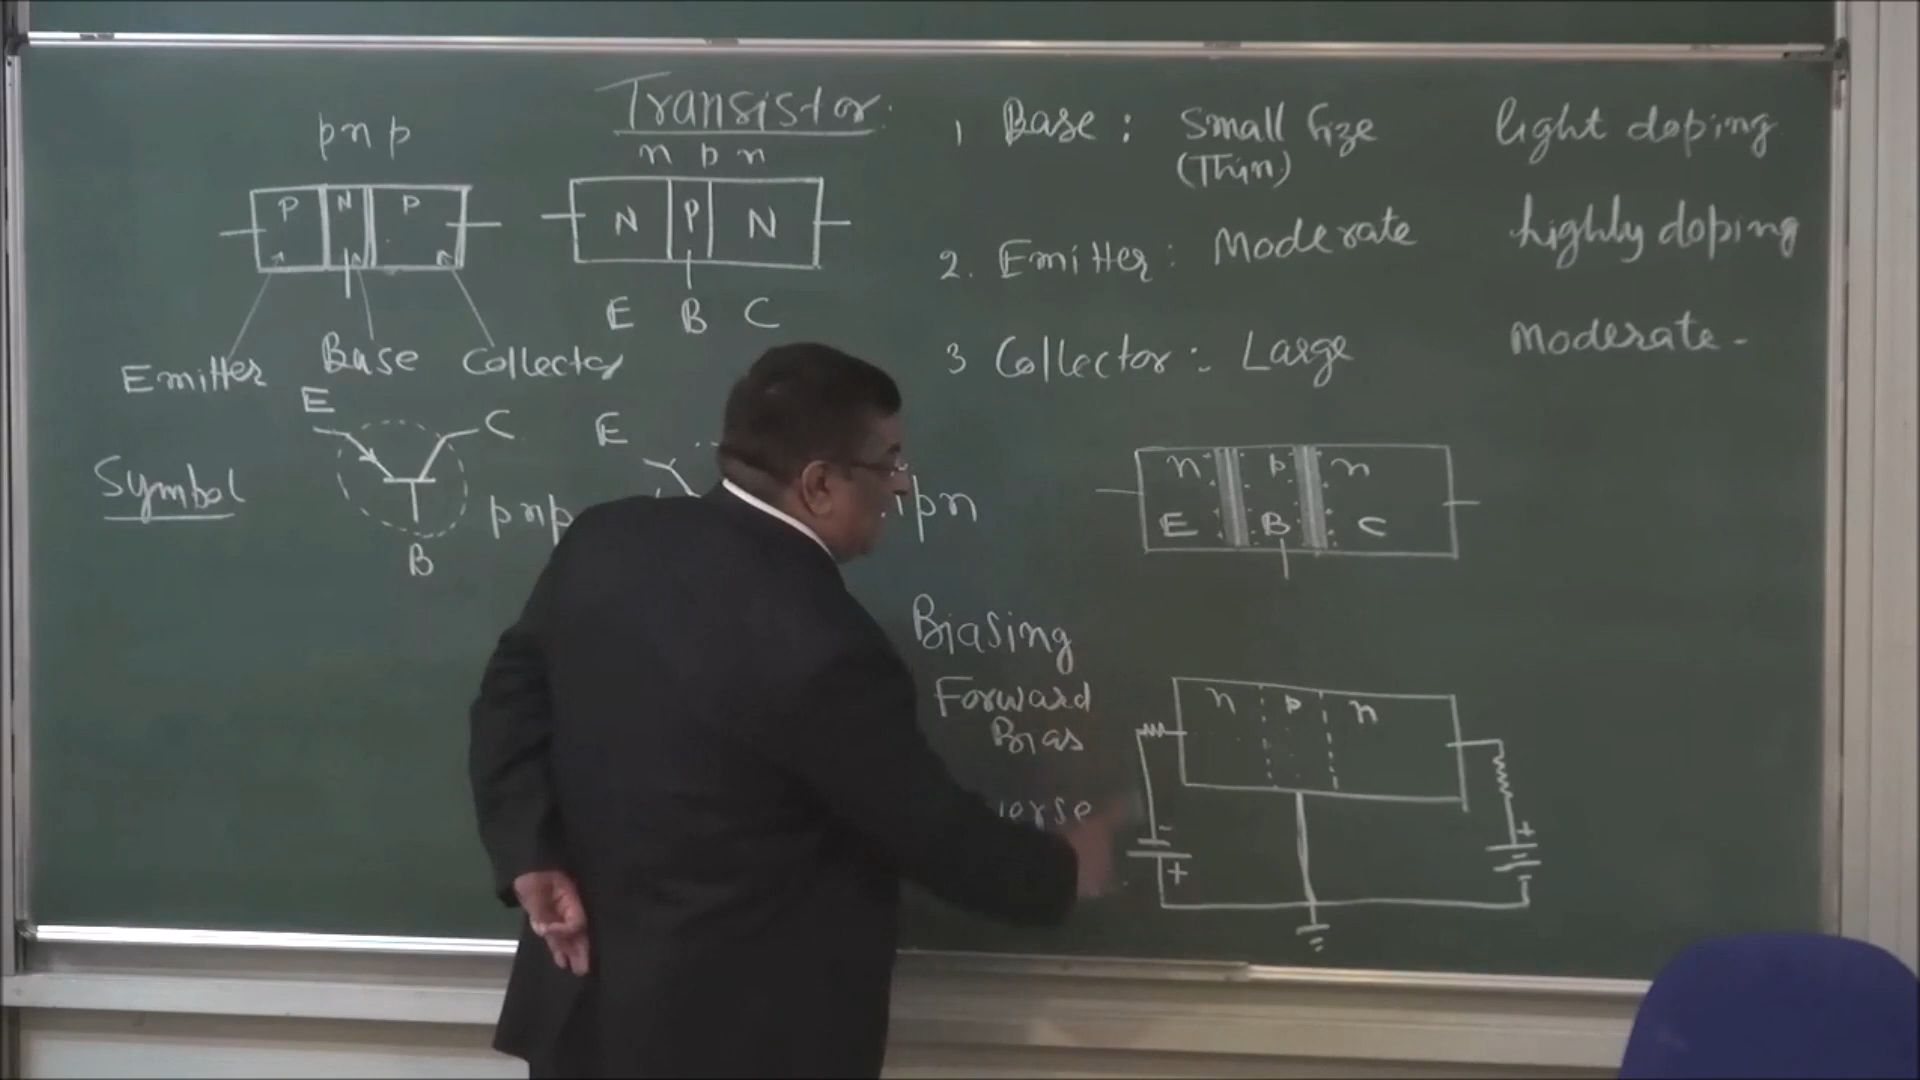 Transistor
pnp
P N P
Emitter Base Collector
npn
N P N
E B C
Symbol
E C
B
pnp
E
npn
1 Base : Small Size light doping
(Thin)
2. Emitter : Moderate highly doping
3 Collector : Large Moderate -
n p n
E B C
Biasing
Forward
Bias
n p n
- +
+ -